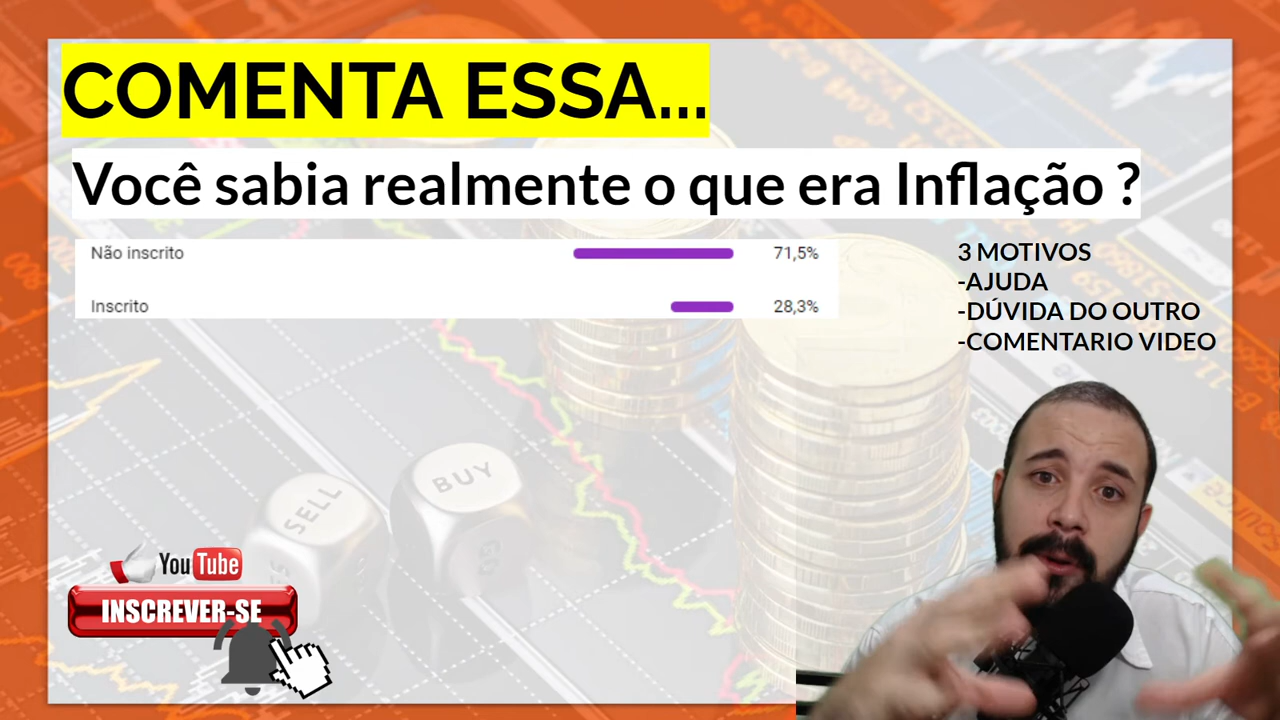 COMENTA ESSA...
Você sabia realmente o que era Inflação ?
Não inscrito 71,5%
Inscrito 28,3%
3 MOTIVOS
-AJUDA
-DÚVIDA DO OUTRO
-COMENTARIO VIDEO
SELL
BUY
YouTube
INSCREVER-SE